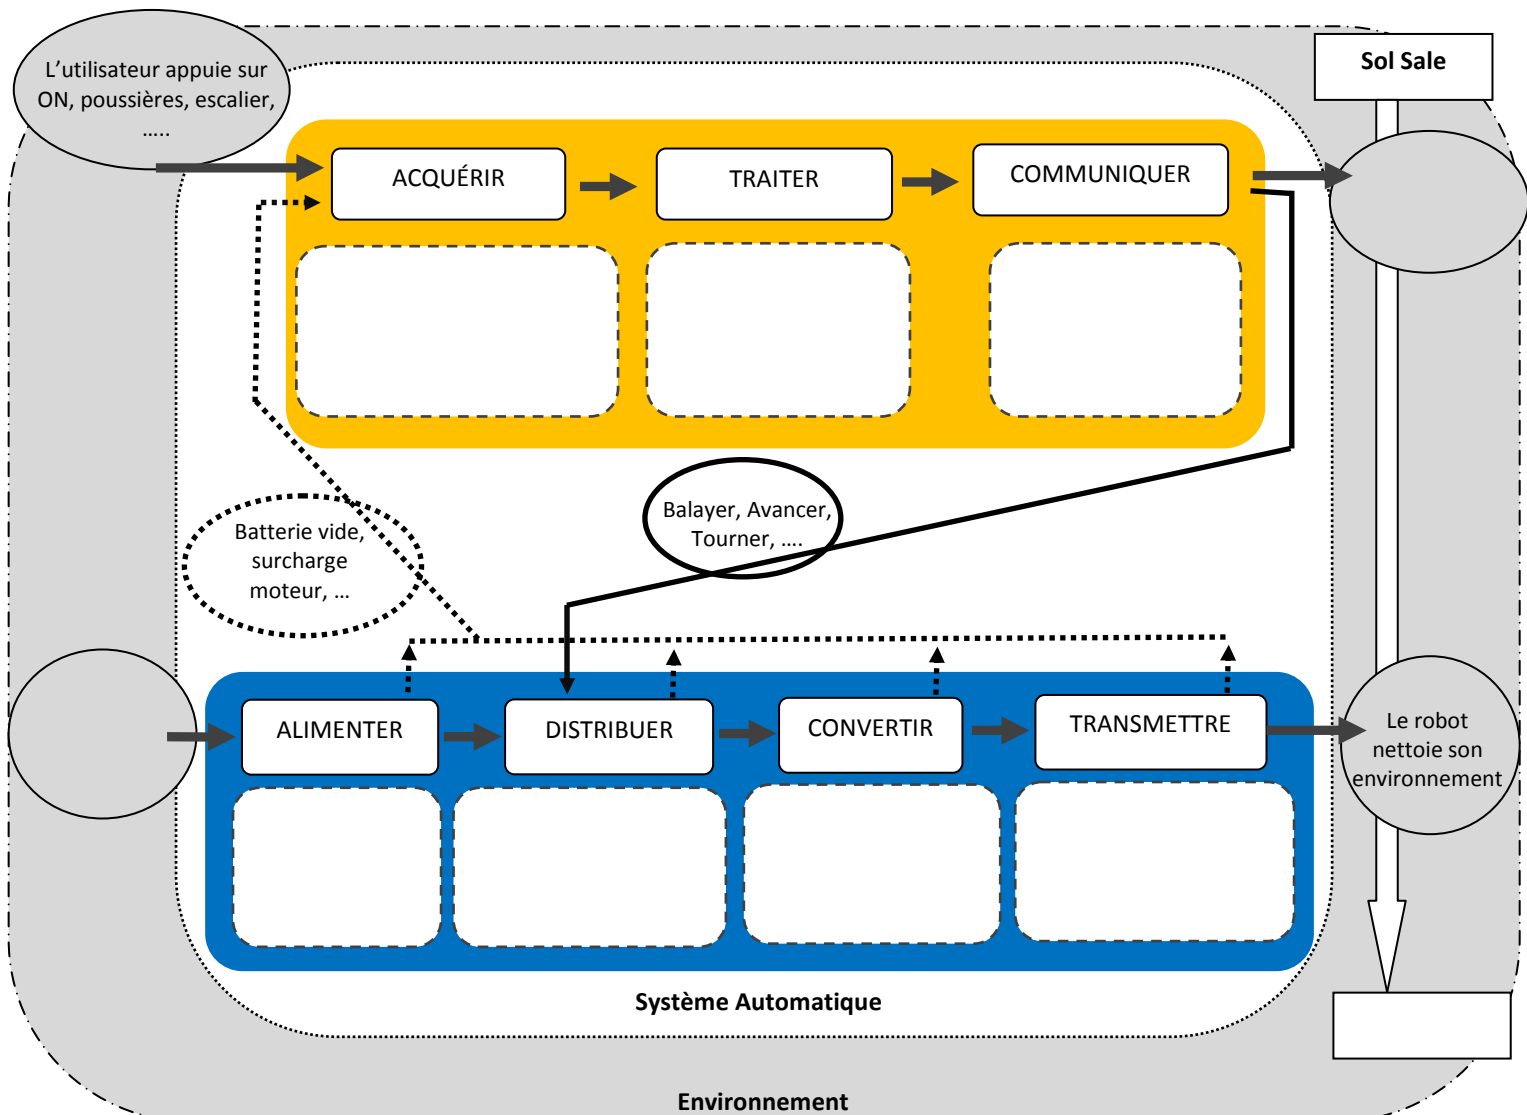 L’utilisateur appuie sur
ON, poussières, escalier,
…..
Sol Sale
ACQUÉRIR
TRAITER
COMMUNIQUER
Batterie vide,
surcharge
moteur, …
Balayer, Avancer,
Tourner, ….
ALIMENTER
DISTRIBUER
CONVERTIR
TRANSMETTRE
Le robot
nettoie son
environnement
Système Automatique
Environnement